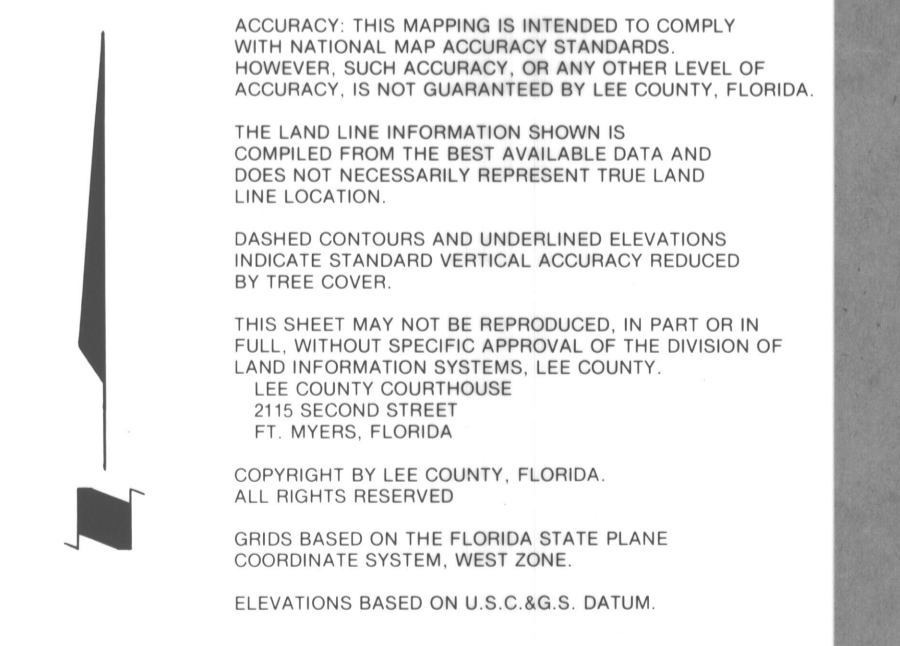 ACCURACY: THIS MAPPING IS INTENDED TO COMPLY
WITH NATIONAL MAP ACCURACY STANDARDS.
HOWEVER, SUCH ACCURACY, OR ANY OTHER LEVEL OF
ACCURACY, IS NOT GUARANTEED BY LEE COUNTY, FLORIDA.
THE LAND LINE INFORMATION SHOWN IS
COMPILED FROM THE BEST AVAILABLE DATA AND
DOES NOT NECESSARILY REPRESENT TRUE LAND
LINE LOCATION.
DASHED CONTOURS AND UNDERLINED ELEVATIONS
INDICATE STANDARD VERTICAL ACCURACY REDUCED
BY TREE COVER.
THIS SHEET MAY NOT BE REPRODUCED, IN PART OR IN
FULL, WITHOUT SPECIFIC APPROVAL OF THE DIVISION OF
LAND INFORMATION SYSTEMS, LEE COUNTY.
LEE COUNTY COURTHOUSE
2115 SECOND STREET
FT. MYERS, FLORIDA
COPYRIGHT BY LEE COUNTY, FLORIDA.
ALL RIGHTS RESERVED
GRIDS BASED ON THE FLORIDA STATE PLANE
COORDINATE SYSTEM, WEST ZONE.
ELEVATIONS BASED ON U.S.C.&G.S. DATUM.